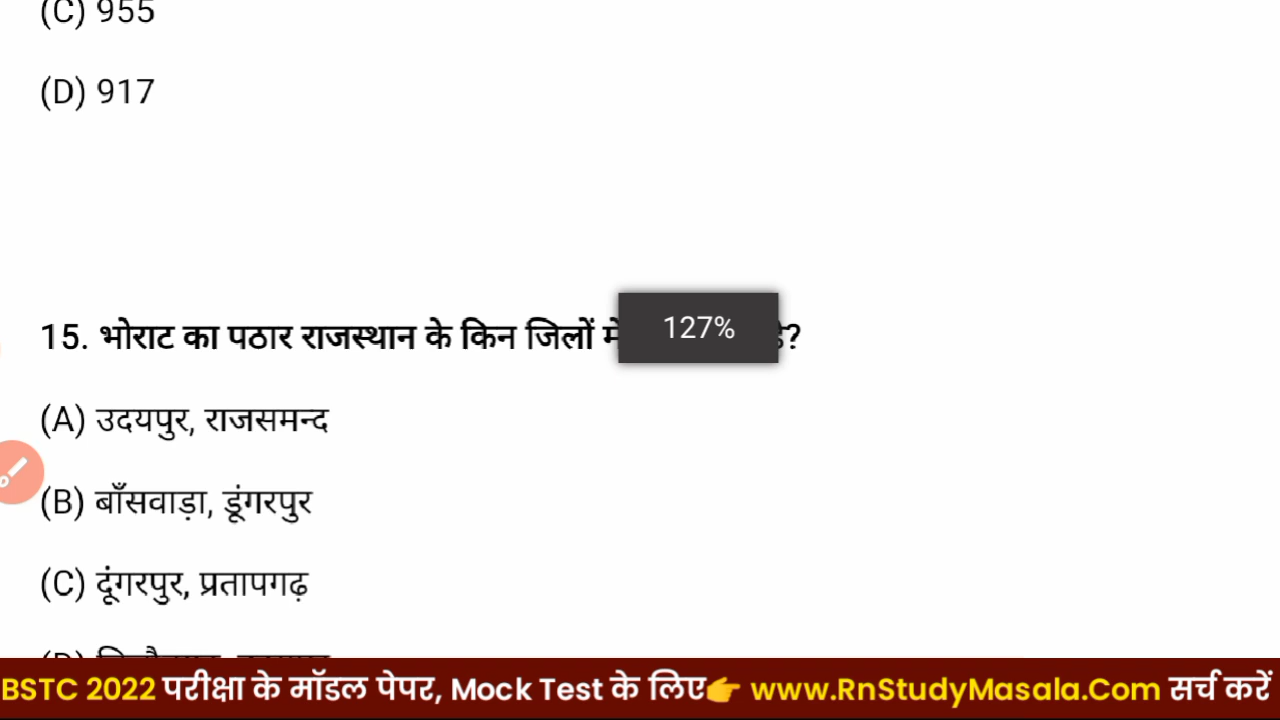 (C) 955
(D) 917
15. भोराट का पठार राजस्थान के किन जिलों में ?
127%
(A) उदयपुर, राजसमन्द
(B) बाँसवाड़ा, डूंगरपुर
(C) दूंगरपुर, प्रतापगढ़
BSTC 2022 परीक्षा के मॉडल पेपर, Mock Test के लिए👉 www.RnStudyMasala.Com सर्च करें